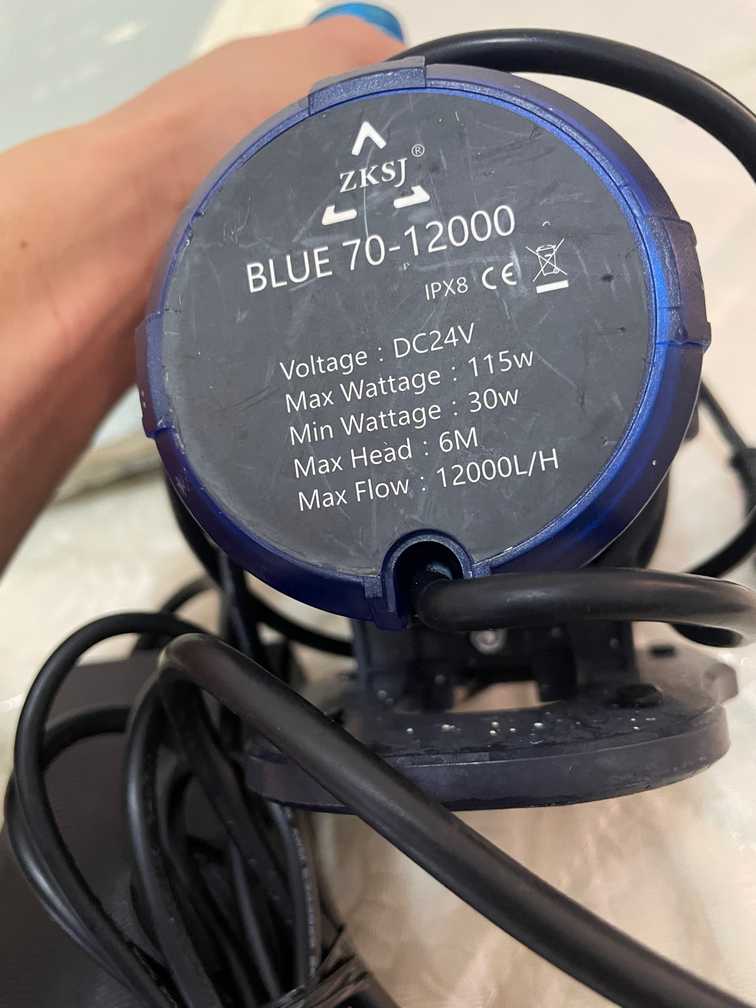 ZKSJ®
BLUE 70-12000
IPX8 CE
Voltage : DC24V
Max Wattage : 115w
Min Wattage : 30w
Max Head : 6M
Max Flow : 12000L/H